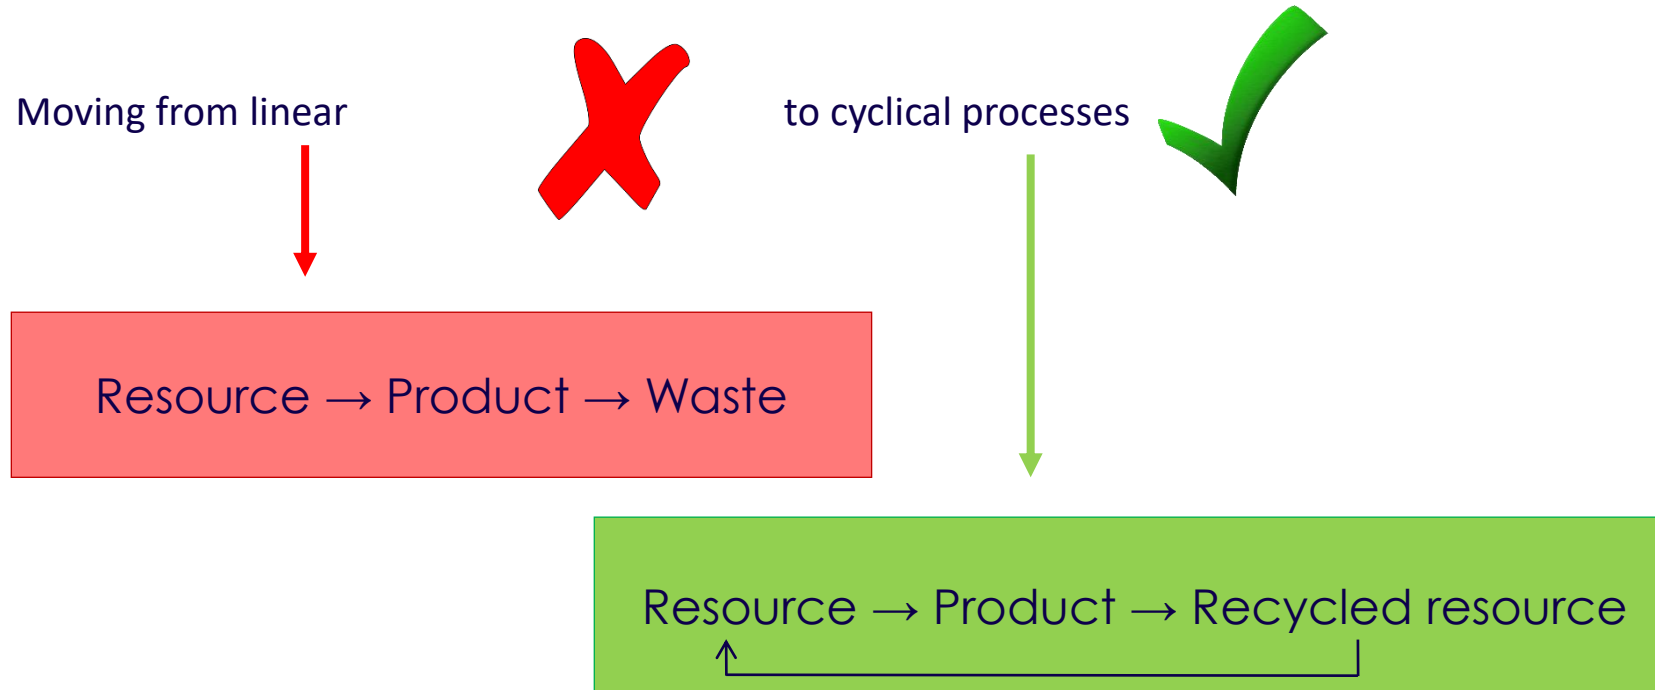 Moving from linear
to cyclical processes
Resource → Product → Waste
Resource → Product → Recycled resource